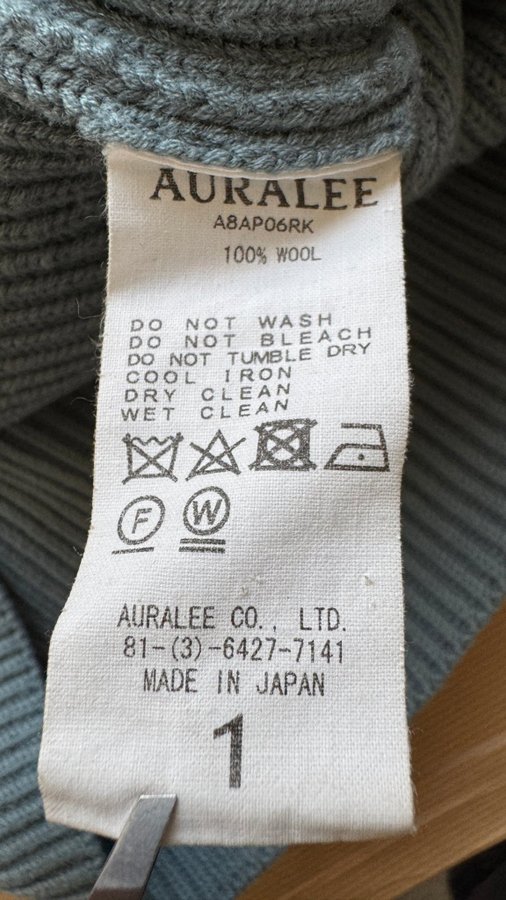 AURALEE
A8AP06RK
100% WOOL
DO NOT WASH
DO NOT BLEACH
DO NOT TUMBLE DRY
COOL IRON
DRY CLEAN
WET CLEAN
F W
AURALEE CO., LTD.
81-(3)-6427-7141
MADE IN JAPAN
1